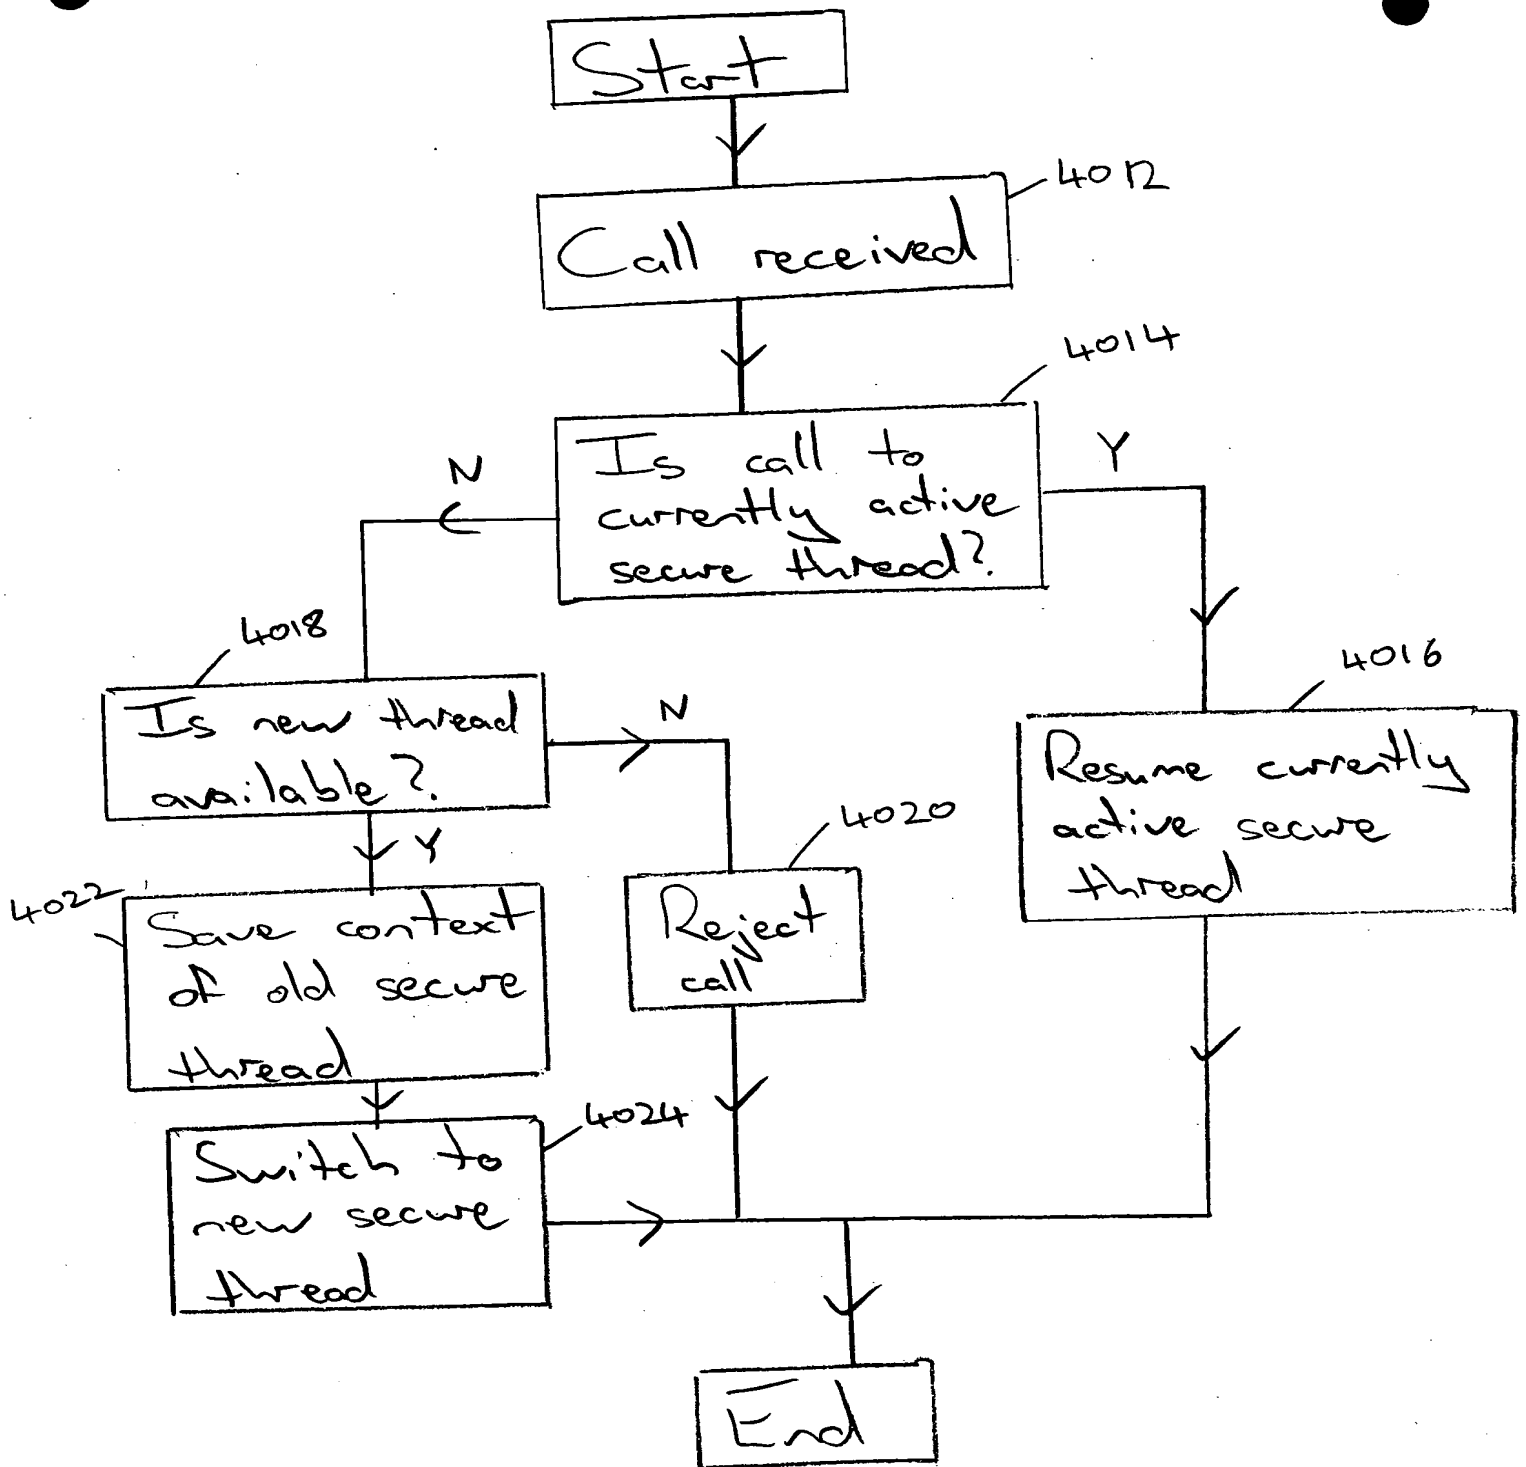 Start
4012
Call received
4014
Is call to
currently active
secure thread?
N
Y
4018
Is new thread
available?
N
Y
4016
Resume currently
active secure
thread
4020
Reject
call
4022
Save context
of old secure
thread
4024
Switch to
new secure
thread
End